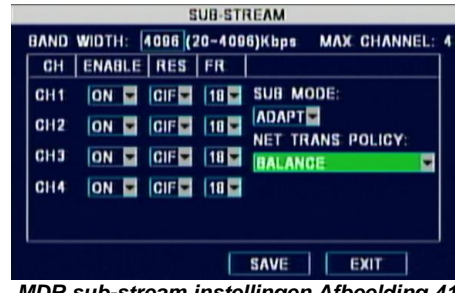 SUB-STREAM
BAND WIDTH: 4096 (20-4096)Kbps MAX CHANNEL: 4
CH ENABLE RES FR
CH1 ON CIF 18 SUB MODE:
ADAPT
CH2 ON CIF 18
NET TRANS POLICY:
CH3 ON CIF 18 BALANCE
CH4 ON CIF 18
SAVE EXIT
MDR sub-stream instellingen Afbeelding 41